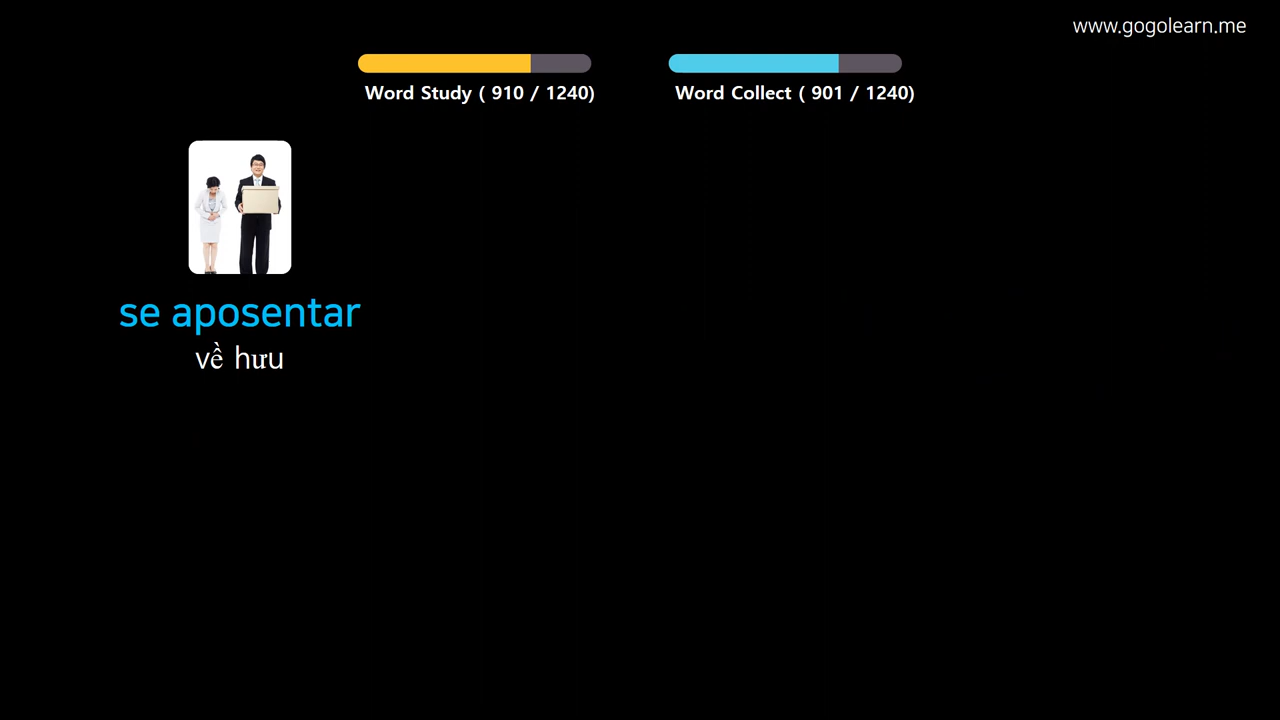 www.gogolearn.me
Word Study ( 910 / 1240)
Word Collect ( 901 / 1240)
se aposentar
về hưu